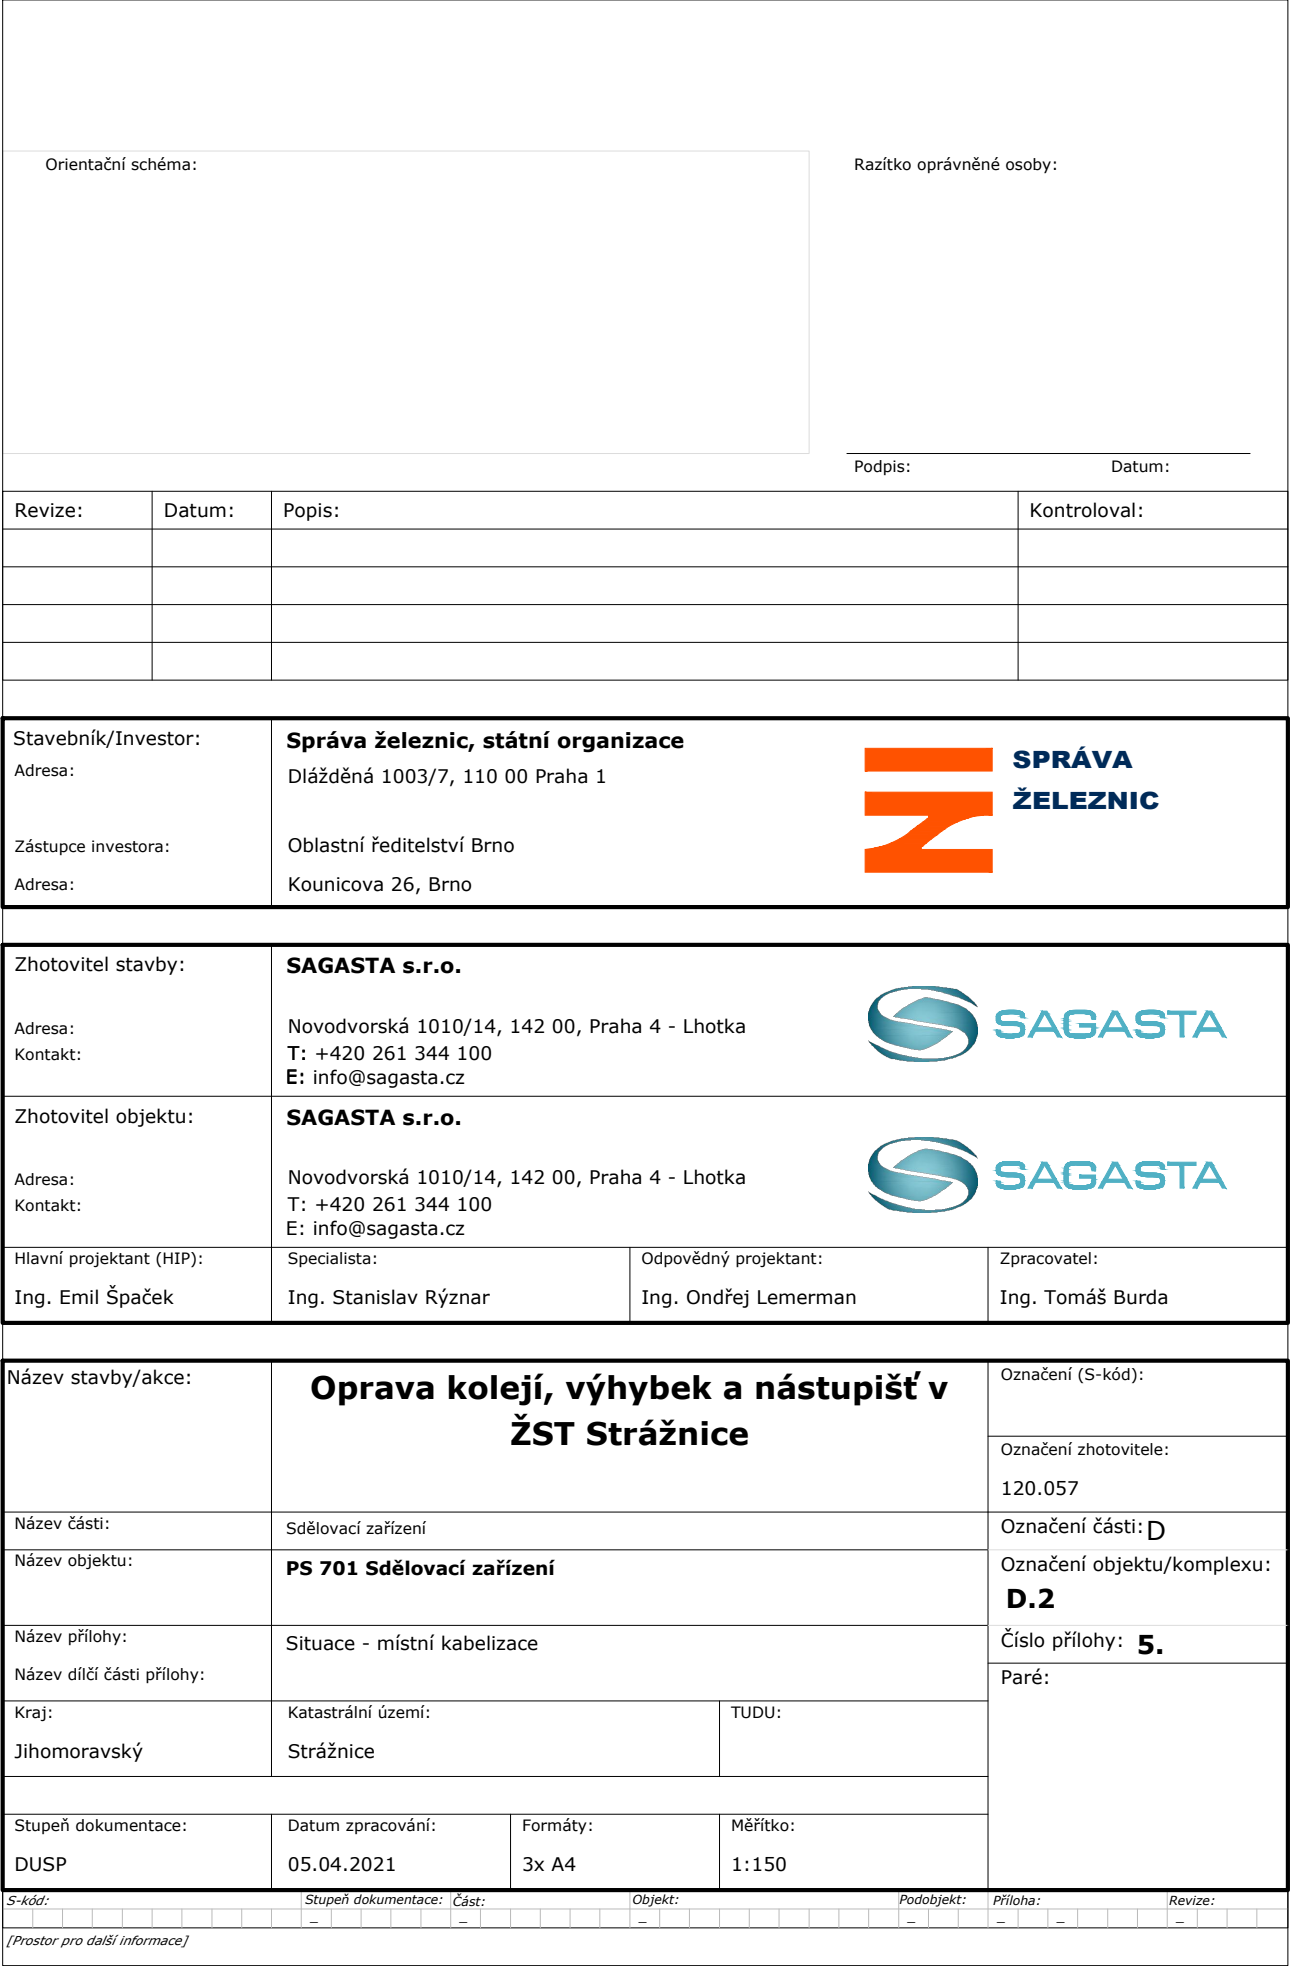 Orientační schéma:
Razítko oprávněné osoby:
Podpis: Datum:
Revize: Datum: Popis: Kontroloval:
Stavebník/Investor: Správa železnic, státní organizace
Adresa: Dlážděná 1003/7, 110 00 Praha 1
Zástupce investora: Oblastní ředitelství Brno
Adresa: Kounicova 26, Brno
SPRÁVA
ŽELEZNIC
Zhotovitel stavby: SAGASTA s.r.o.
Adresa: Novodvorská 1010/14, 142 00, Praha 4 - Lhotka
Kontakt: T: +420 261 344 100
E: info@sagasta.cz
SAGASTA
Zhotovitel objektu: SAGASTA s.r.o.
Adresa: Novodvorská 1010/14, 142 00, Praha 4 - Lhotka
Kontakt: T: +420 261 344 100
E: info@sagasta.cz
SAGASTA
Hlavní projektant (HIP): Specialista: Odpovědný projektant: Zpracovatel:
Ing. Emil Špaček Ing. Stanislav Rýznar Ing. Ondřej Lemerman Ing. Tomáš Burda
Název stavby/akce: Oprava kolejí, výhybek a nástupišť v
ŽST Strážnice
Označení (S-kód):
Označení zhotovitele:
120.057
Název části: Sdělovací zařízení
Označení části: D
Název objektu: PS 701 Sdělovací zařízení
Označení objektu/komplexu:
D.2
Název přílohy: Situace - místní kabelizace
Číslo přílohy: 5.
Název dílčí části přílohy:
Paré:
Kraj: Katastrální území: TUDU:
Jihomoravský Strážnice
Stupeň dokumentace: Datum zpracování: Formáty: Měřítko:
DUSP 05.04.2021 3x A4 1:150
S-kód: Stupeň dokumentace: Část: Objekt: Podobjekt: Příloha: Revize:
_ _ _ _ _ _ _
[Prostor pro další informace]